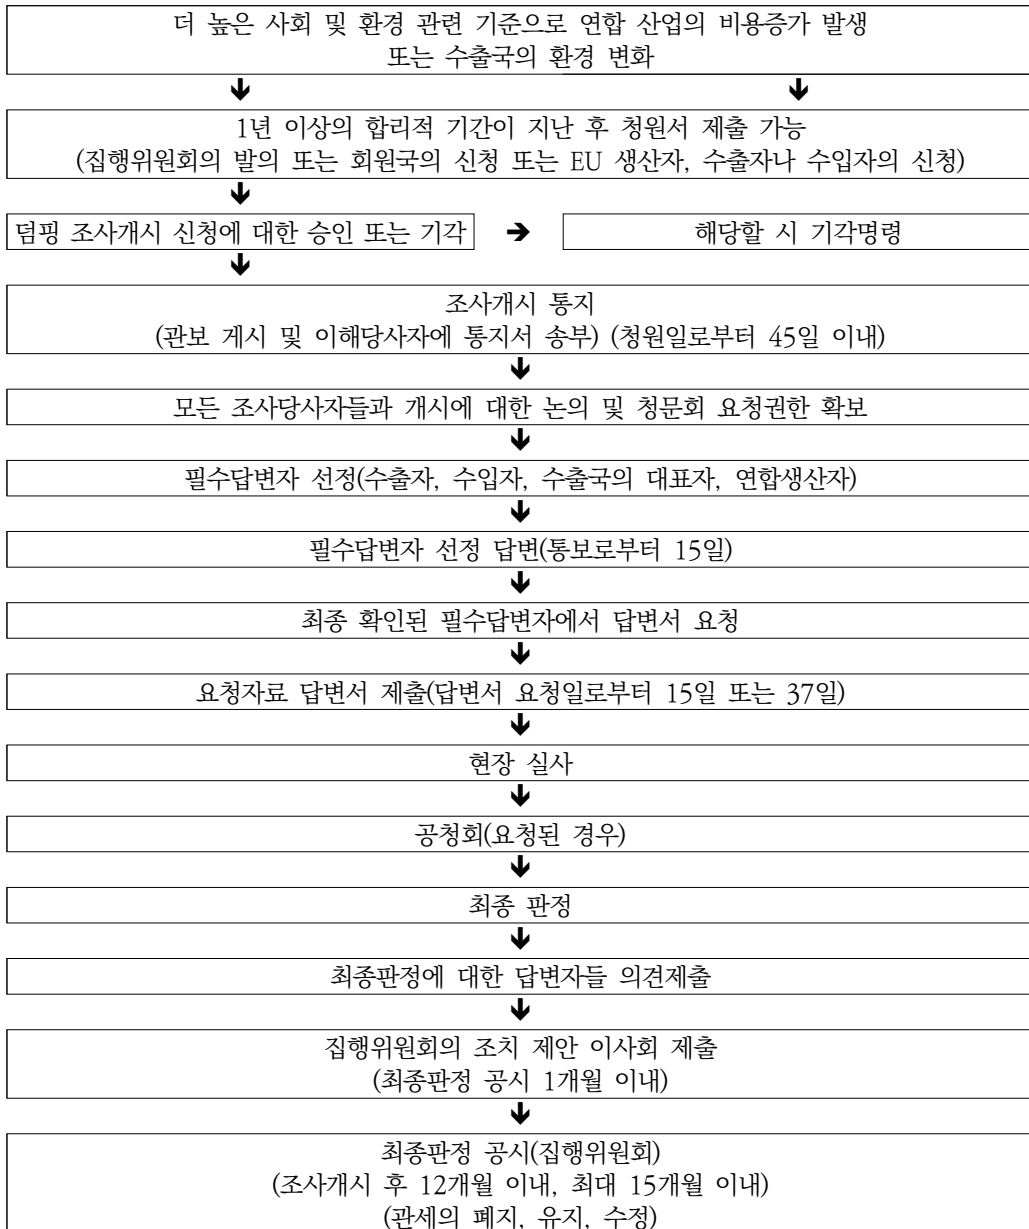 더 높은 사회 및 환경 관련 기준으로 연합 산업의 비용증가 발생
또는 수출국의 환경 변화
1년 이상의 합리적 기간이 지난 후 청원서 제출 가능
(집행위원회의 발의 또는 회원국의 신청 또는 EU 생산자, 수출자나 수입자의 신청)
덤핑 조사개시 신청에 대한 승인 또는 기각
해당할 시 기각명령
조사개시 통지
(관보 게시 및 이해당사자에 통지서 송부) (청원일로부터 45일 이내)
모든 조사당사자들과 개시에 대한 논의 및 청문회 요청권한 확보
필수답변자 선정(수출자, 수입자, 수출국의 대표자, 연합생산자)
필수답변자 선정 답변(통보로부터 15일)
최종 확인된 필수답변자에서 답변서 요청
요청자료 답변서 제출(답변서 요청일로부터 15일 또는 37일)
현장 실사
공청회(요청된 경우)
최종 판정
최종판정에 대한 답변자들 의견제출
집행위원회의 조치 제안 이사회 제출
(최종판정 공시 1개월 이내)
최종판정 공시(집행위원회)
(조사개시 후 12개월 이내, 최대 15개월 이내)
(관세의 폐지, 유지, 수정)